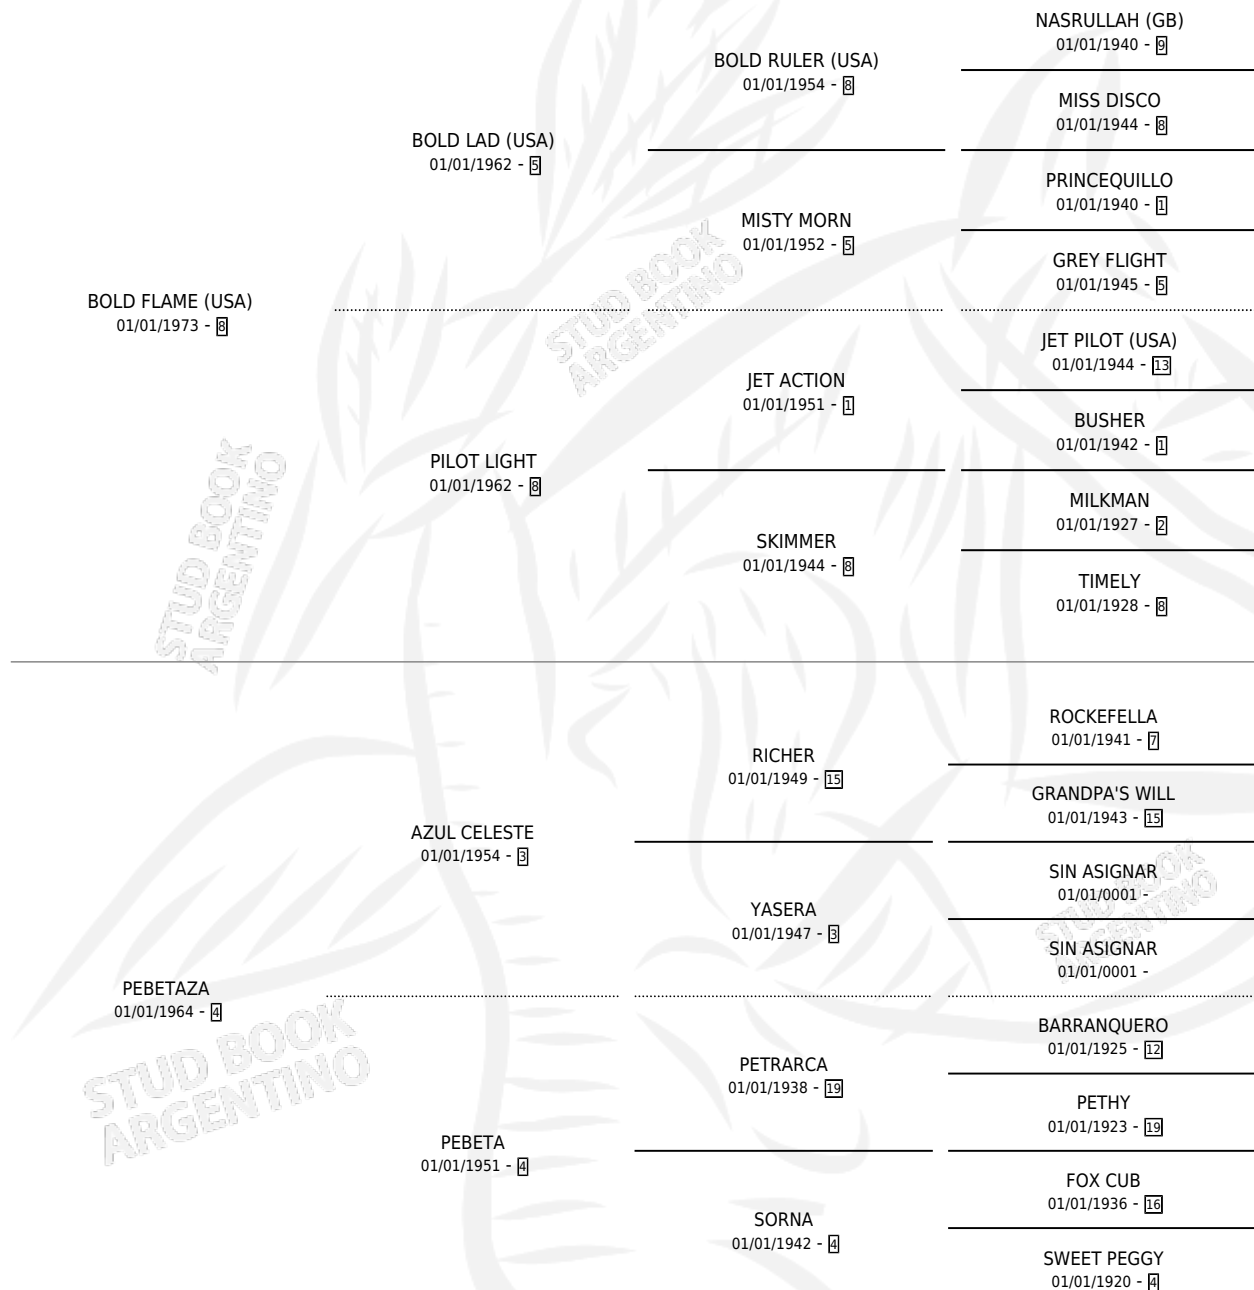 NASRULLAH (GB)
01/01/1940 - 9
BOLD RULER (USA)
01/01/1954 - 8
MISS DISCO
01/01/1944 - 8
BOLD LAD (USA)
01/01/1962 - 5
PRINCEQUILLO
01/01/1940 - 1
MISTY MORN
01/01/1952 - 5
GREY FLIGHT
01/01/1945 - 5
BOLD FLAME (USA)
01/01/1973 - 8
JET PILOT (USA)
01/01/1944 - 13
JET ACTION
01/01/1951 - 1
BUSHER
01/01/1942 - 1
PILOT LIGHT
01/01/1962 - 8
MILKMAN
01/01/1927 - 2
SKIMMER
01/01/1944 - 8
TIMELY
01/01/1928 - 8
ROCKEFELLA
01/01/1941 - 7
RICHER
01/01/1949 - 15
GRANDPA'S WILL
01/01/1943 - 15
AZUL CELESTE
01/01/1954 - 3
SIN ASIGNAR
01/01/0001 -
YASERA
01/01/1947 - 3
SIN ASIGNAR
01/01/0001 -
PEBETAZA
01/01/1964 - 4
BARRANQUERO
01/01/1925 - 12
PETRARCA
01/01/1938 - 19
PETHY
01/01/1923 - 19
PEBETA
01/01/1951 - 4
FOX CUB
01/01/1936 - 16
SORNA
01/01/1942 - 4
SWEET PEGGY
01/01/1920 - 4
STUD BOOK
ARGENTINO
STUD BOOK
ARGENTINO
STUD BOOK
ARGENTINO
STUD BOOK
ARGENTINO